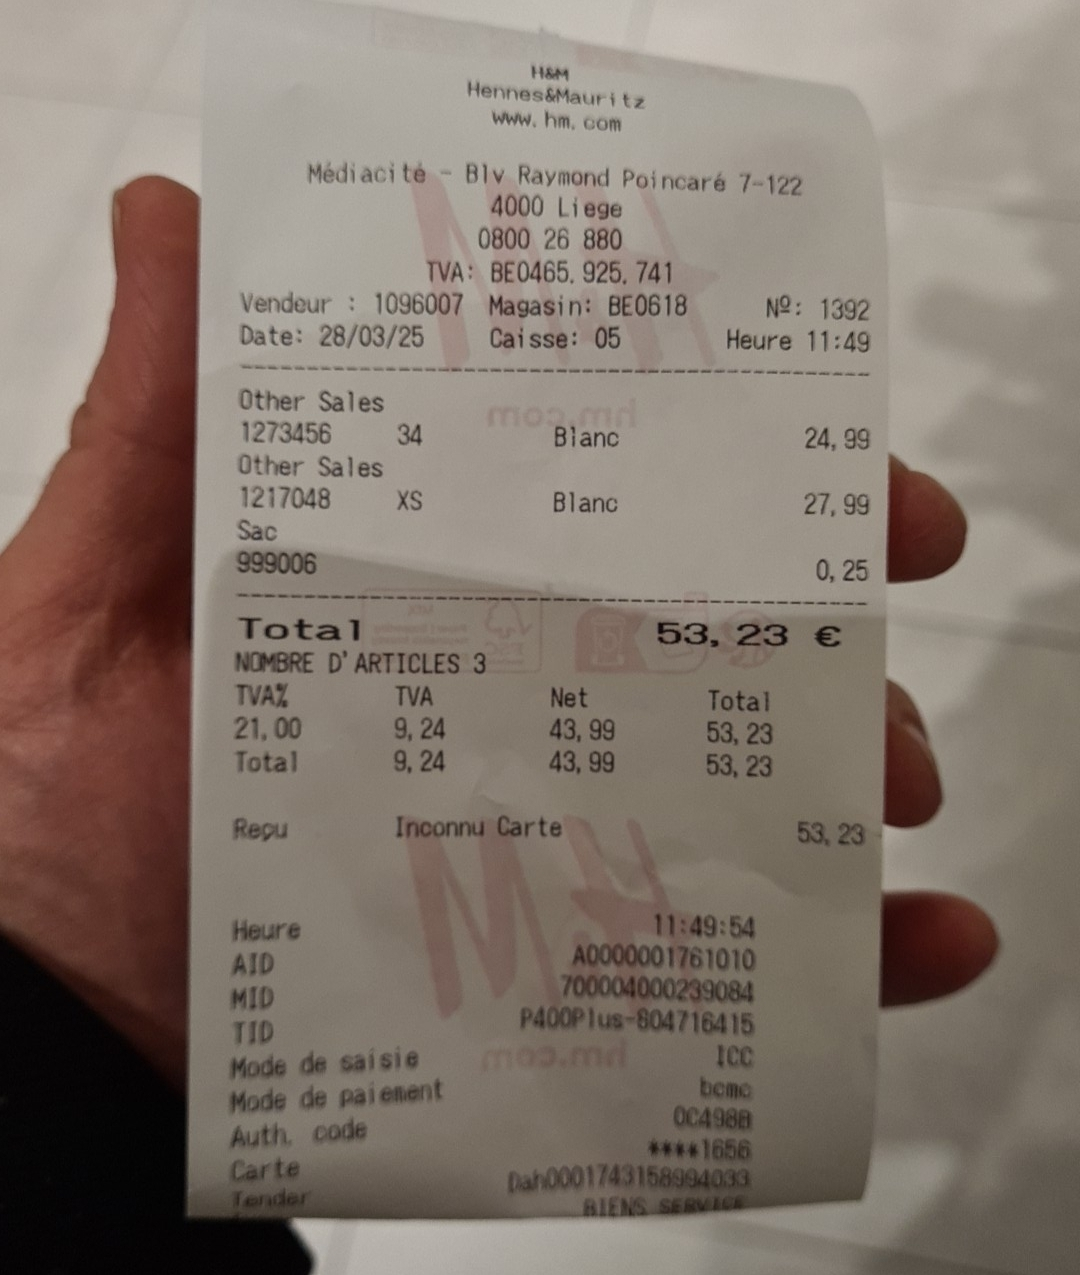 H&M
Hennes&Mauritz
www.hm.com
Médiacité - Blv Raymond Poincaré 7-122
4000 Liege
0800 26 880
TVA: BE0465.925.741
Vendeur : 1096007 Magasin: BE0618 Nº: 1392
Date: 28/03/25 Caisse: 05 Heure 11:49
Other Sales
1273456 34 Blanc 24,99
Other Sales
1217048 XS Blanc 27,99
Sac
999006 0,25
Total 53,23 €
NOMBRE D'ARTICLES 3
TVA% TVA Net Total
21,00 9,24 43,99 53,23
Total 9,24 43,99 53,23
Reçu Inconnu Carte 53,23
Heure 11:49:54
AID A0000001761010
MID 700004000239084
TID P400Plus-804716415
Mode de saisie ICC
Mode de paiement bcmc
Auth. code 0C498B
Carte ****1656
Tender Dah0001743158994033
BIENS SERVICE